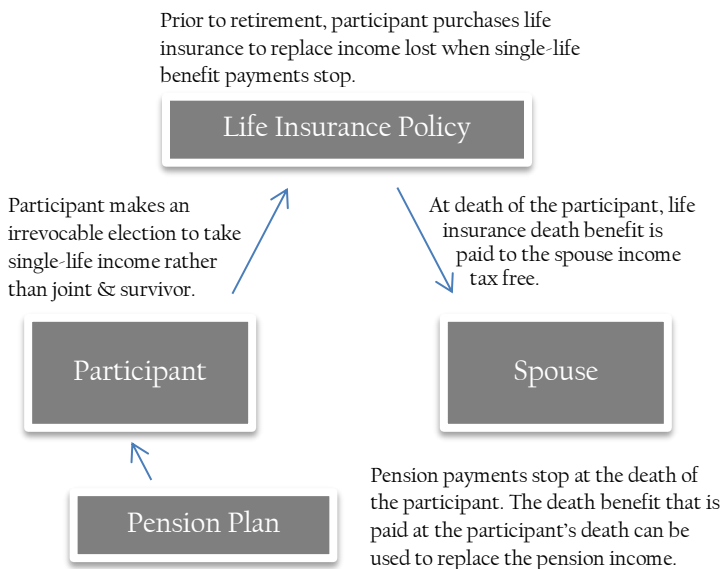 Prior to retirement, participant purchases life
insurance to replace income lost when single-life
benefit payments stop.
Life Insurance Policy
Participant makes an
irrevocable election to take
single-life income rather
than joint & survivor.
At death of the participant, life
insurance death benefit is
paid to the spouse income
tax free.
Participant
Spouse
Pension Plan
Pension payments stop at the death of
the participant. The death benefit that is
paid at the participant's death can be
used to replace the pension income.